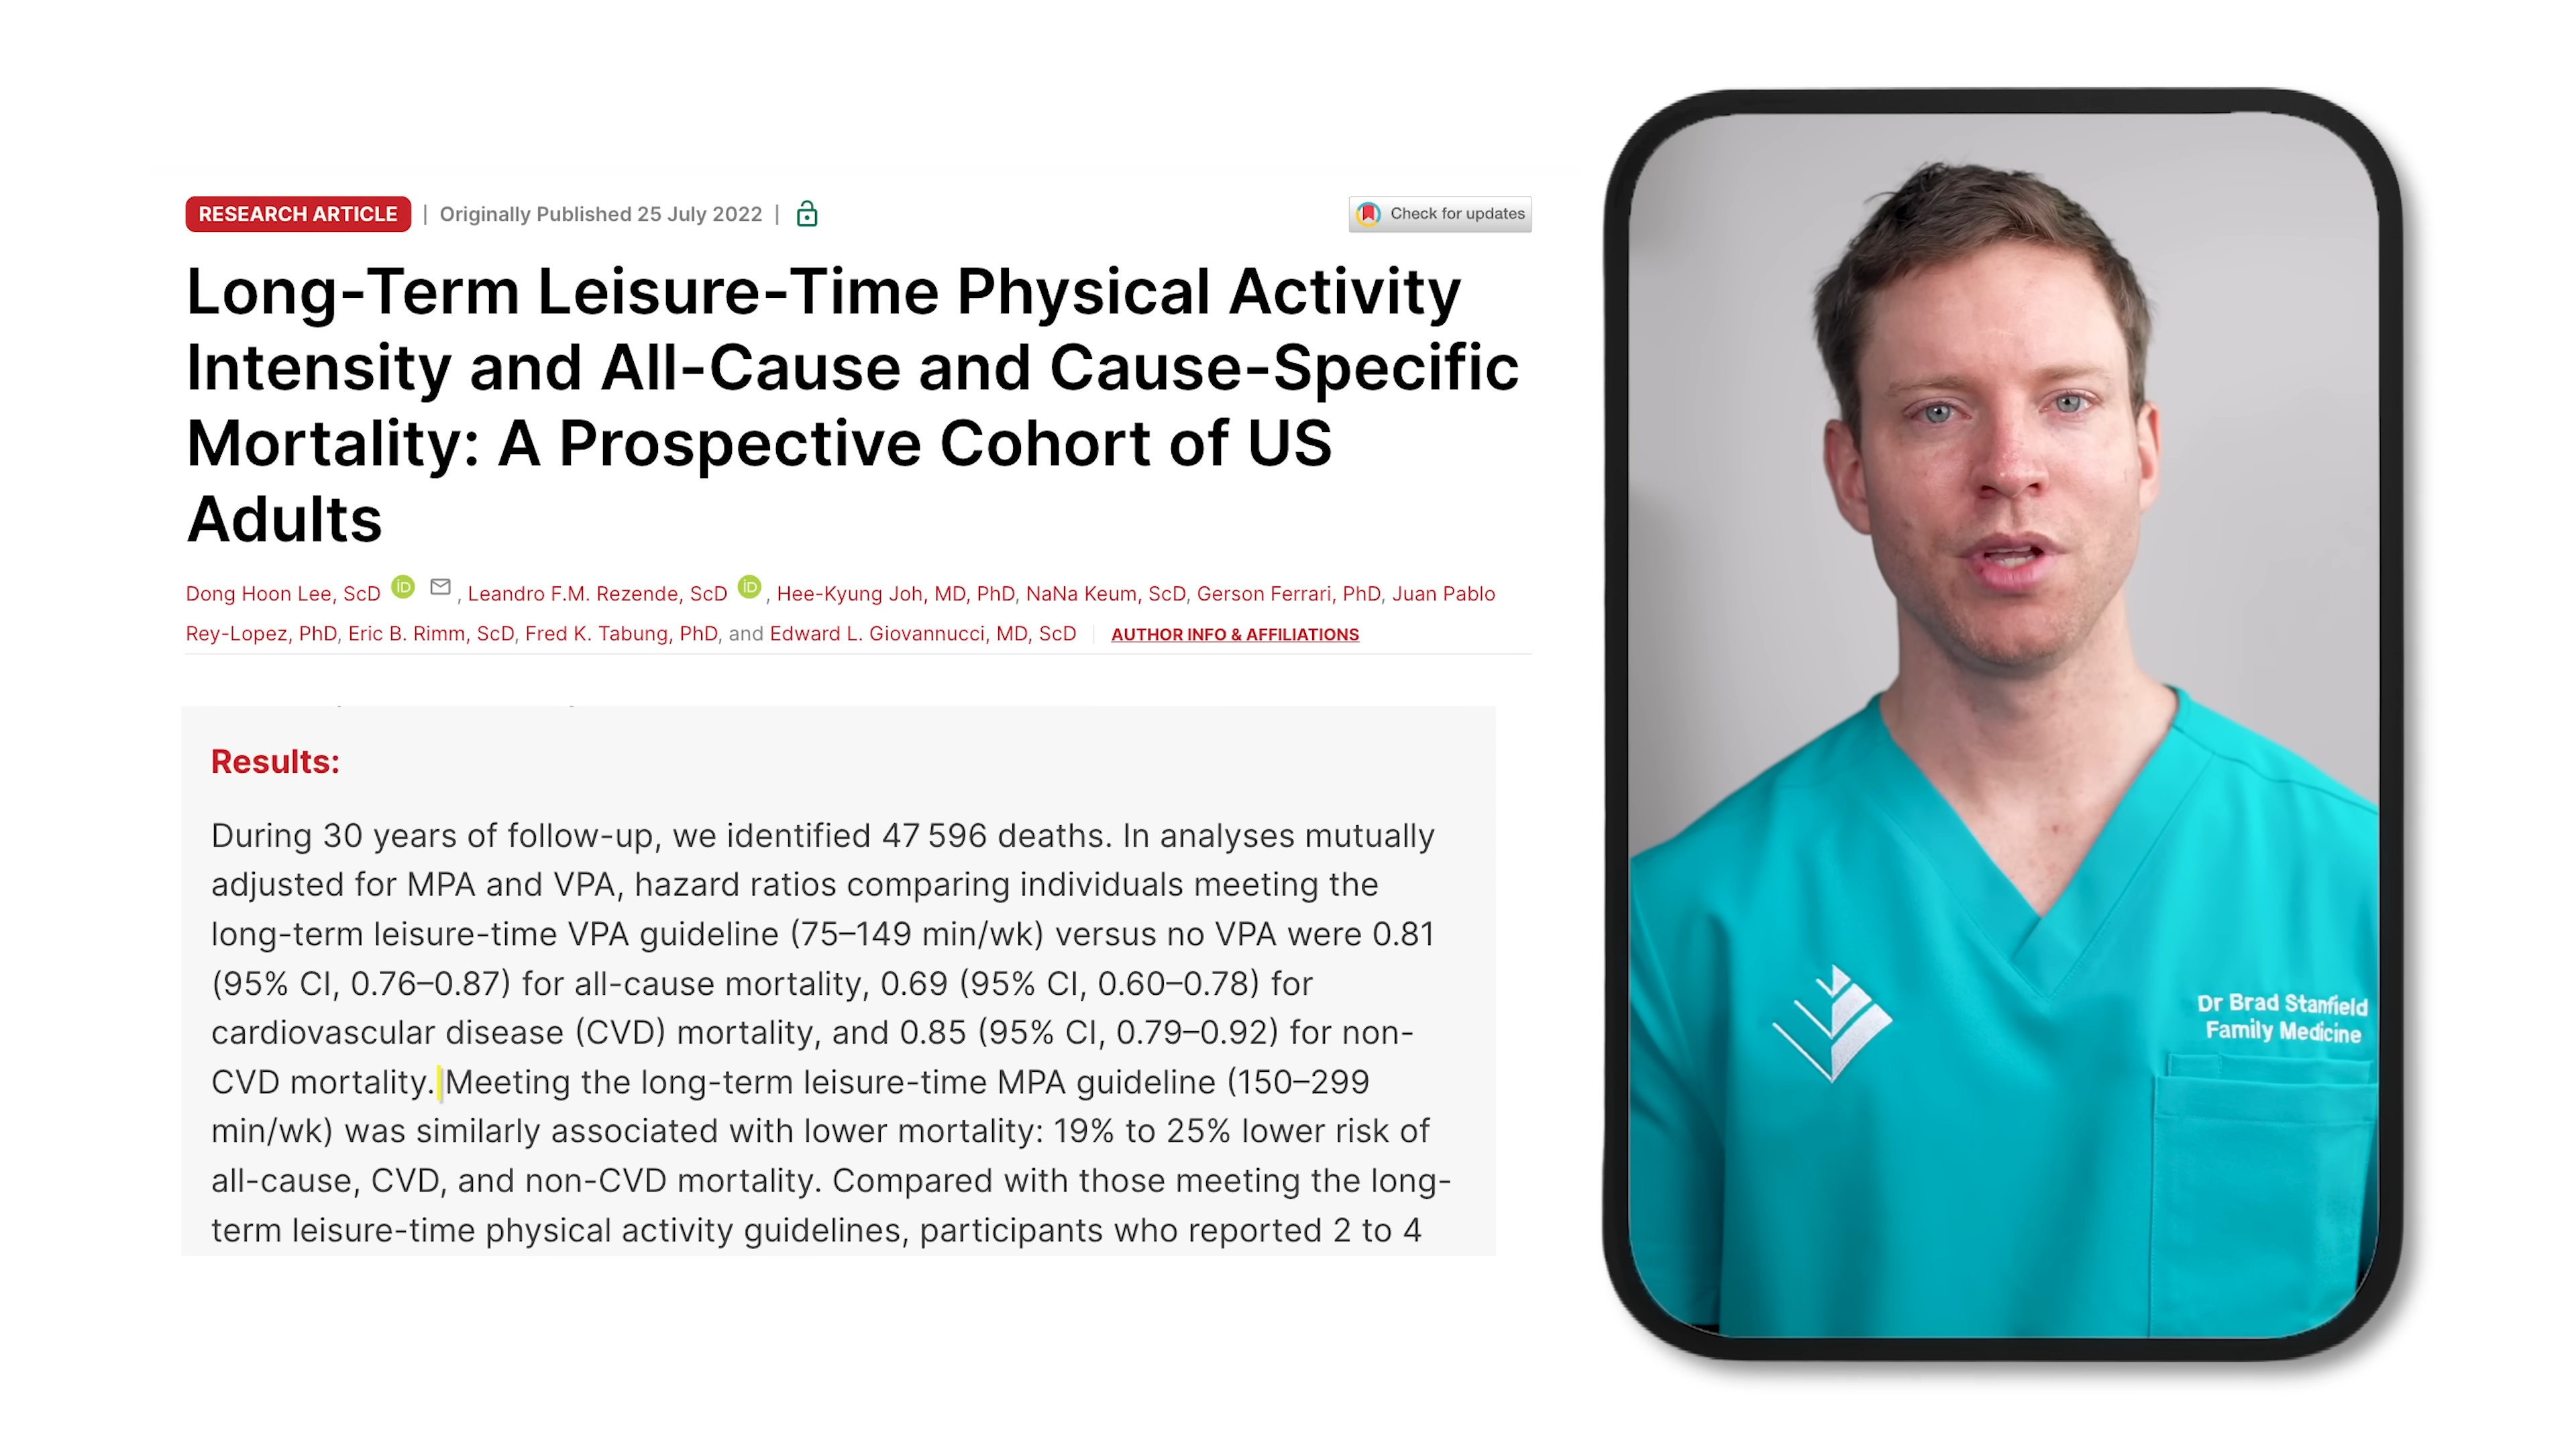 RESEARCH ARTICLE | Originally Published 25 July 2022 |
Check for updates
Long-Term Leisure-Time Physical Activity
Intensity and All-Cause and Cause-Specific
Mortality: A Prospective Cohort of US
Adults
Dong Hoon Lee, ScD iD , Leandro F.M. Rezende, ScD iD , Hee-Kyung Joh, MD, PhD, NaNa Keum, ScD, Gerson Ferrari, PhD, Juan Pablo
Rey-Lopez, PhD, Eric B. Rimm, ScD, Fred K. Tabung, PhD, and Edward L. Giovannucci, MD, ScD | AUTHOR INFO & AFFILIATIONS
Results:
During 30 years of follow-up, we identified 47 596 deaths. In analyses mutually
adjusted for MPA and VPA, hazard ratios comparing individuals meeting the
long-term leisure-time VPA guideline (75–149 min/wk) versus no VPA were 0.81
(95% CI, 0.76–0.87) for all-cause mortality, 0.69 (95% CI, 0.60–0.78) for
cardiovascular disease (CVD) mortality, and 0.85 (95% CI, 0.79–0.92) for non-
CVD mortality. Meeting the long-term leisure-time MPA guideline (150–299
min/wk) was similarly associated with lower mortality: 19% to 25% lower risk of
all-cause, CVD, and non-CVD mortality. Compared with those meeting the long-
term leisure-time physical activity guidelines, participants who reported 2 to 4
Dr Brad Stanfield
Family Medicine